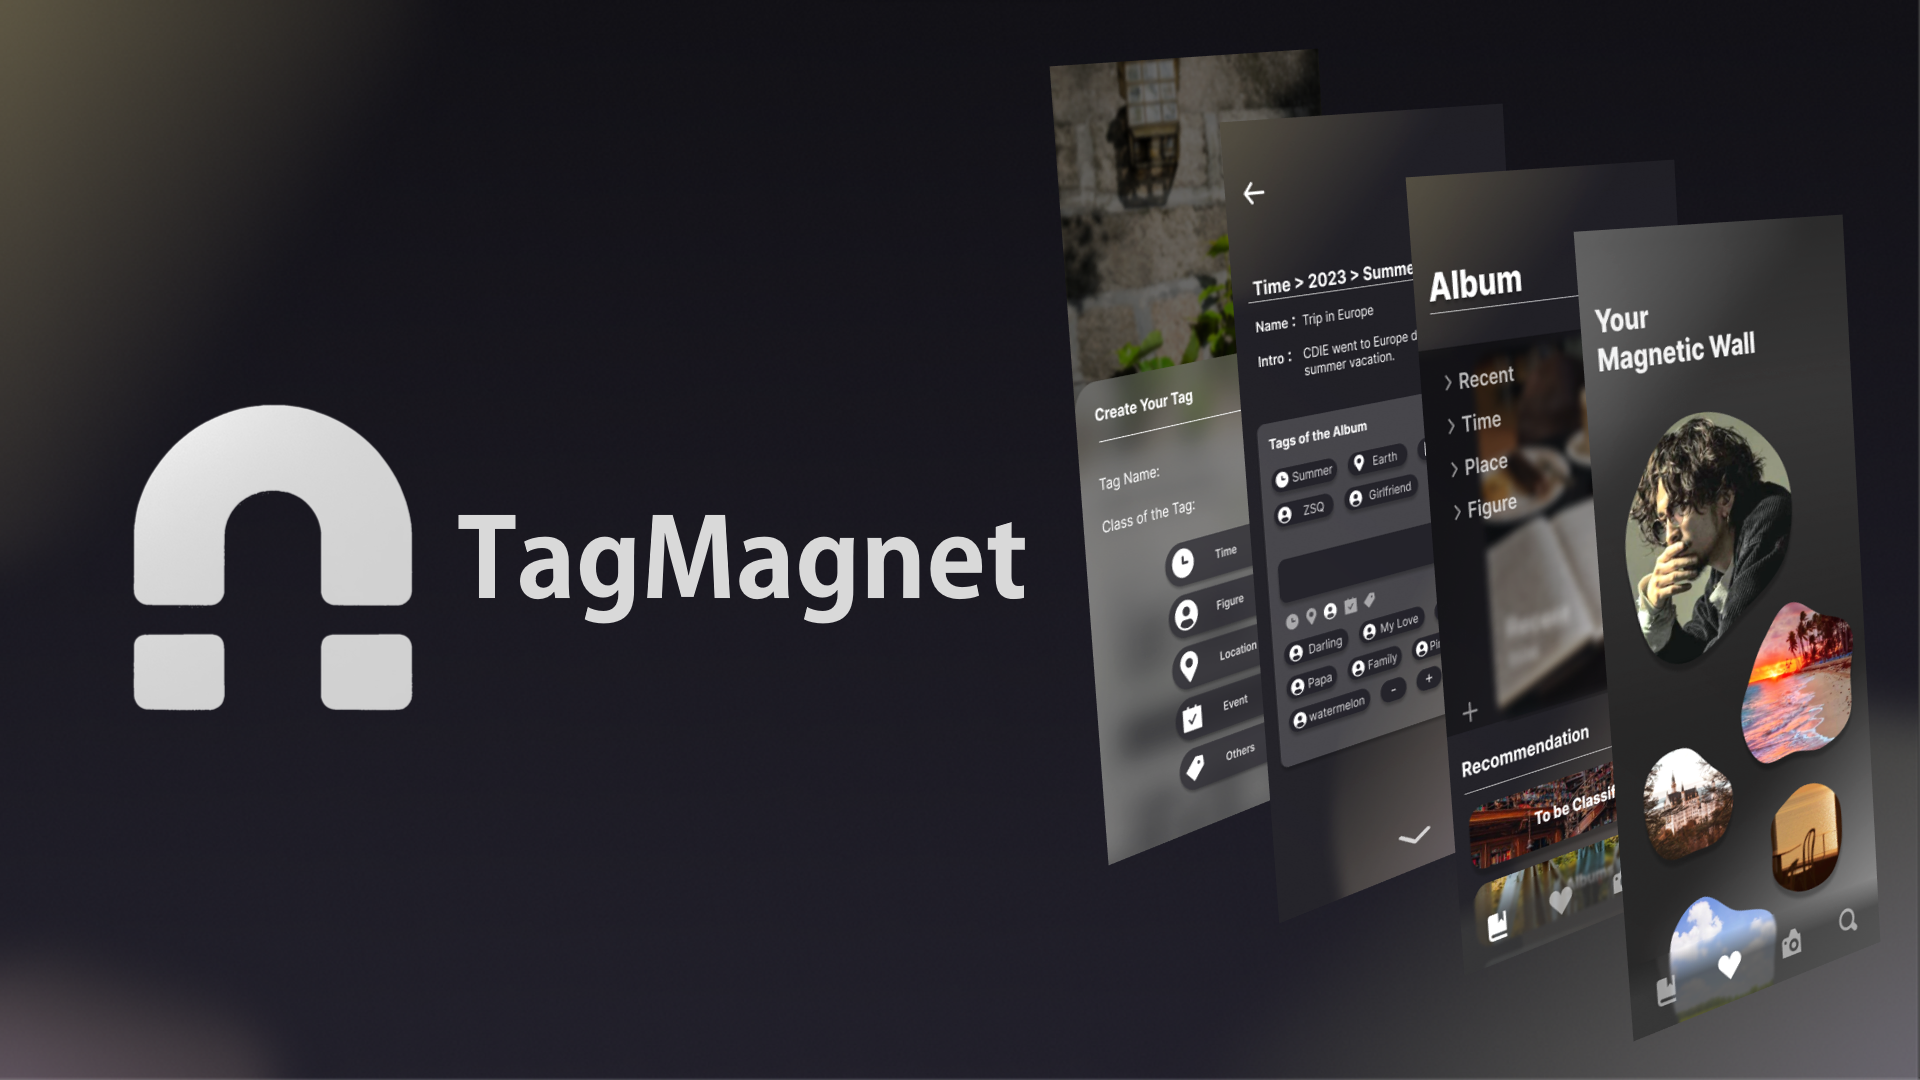 TagMagnet
Create Your Tag
Tag Name:
Class of the Tag:
Time
Figure
Location
Event
Others
Time > 2023 > Summe
Name : Trip in Europe
Intro : CDIE went to Europe d
summer vacation.
Tags of the Album
Summer
Earth
ZSQ
Girlfriend
Darling
My Love
Papa
Family
Pi
watermelon
-
+
Album
> Recent
> Time
> Place
> Figure
+
Recommendation
To be Classif
Album
Your
Magnetic Wall